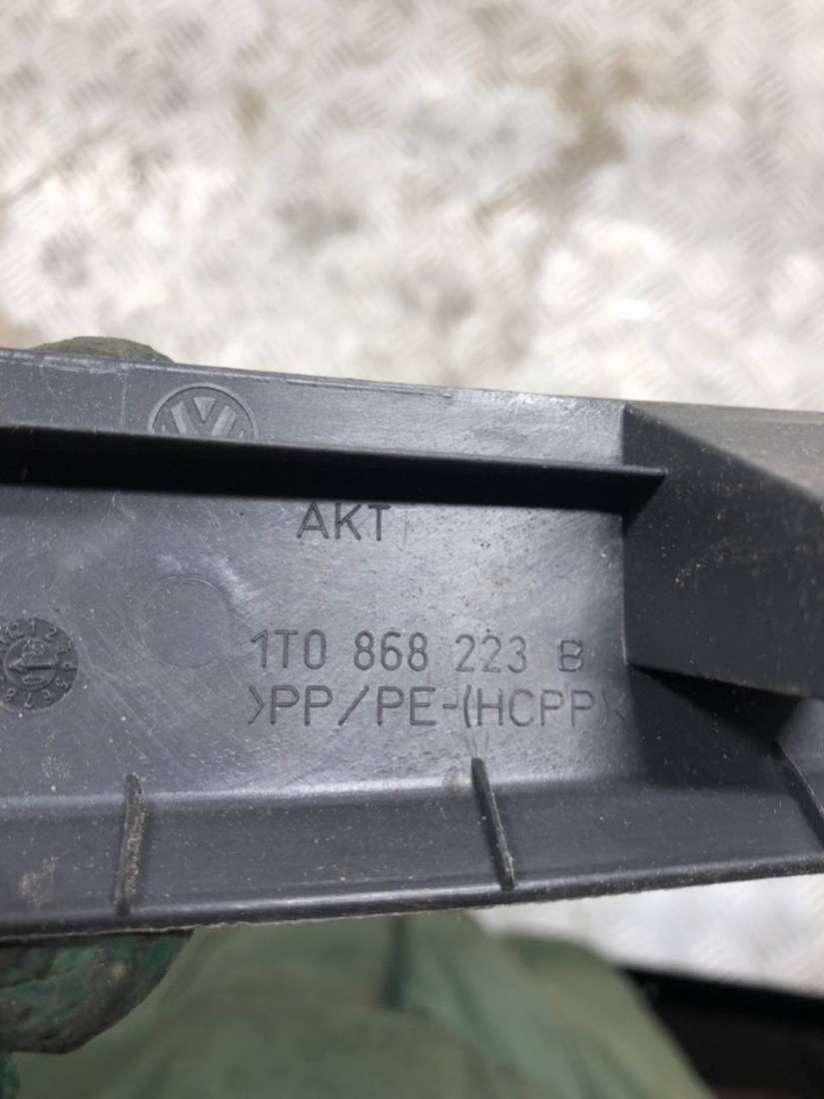 AKT
1T0 868 223 B
>PP/PE-(HCPP)<